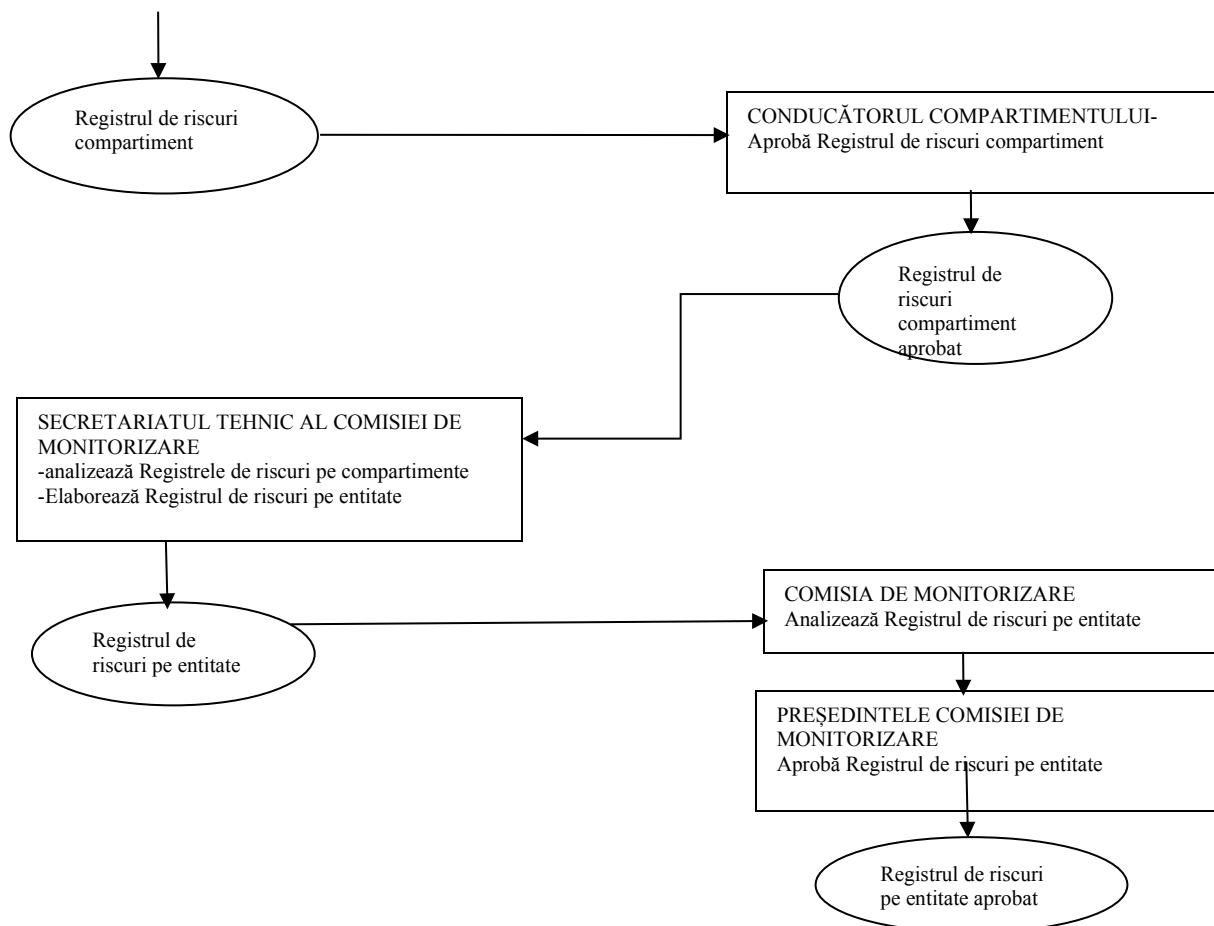 Registrul de riscuri
compartiment
CONDUCĂTORUL COMPARTIMENTULUI-
Aprobă Registrul de riscuri compartiment
Registrul de
riscuri
compartiment
aprobat
SECRETARIATUL TEHNIC AL COMISIEI DE
MONITORIZARE
-analizează Registrele de riscuri pe compartimente
-Elaborează Registrul de riscuri pe entitate
Registrul de
riscuri pe entitate
COMISIA DE MONITORIZARE
Analizează Registrul de riscuri pe entitate
PREȘEDINTELE COMISIEI DE
MONITORIZARE
Aprobă Registrul de riscuri pe entitate
Registrul de riscuri
pe entitate aprobat